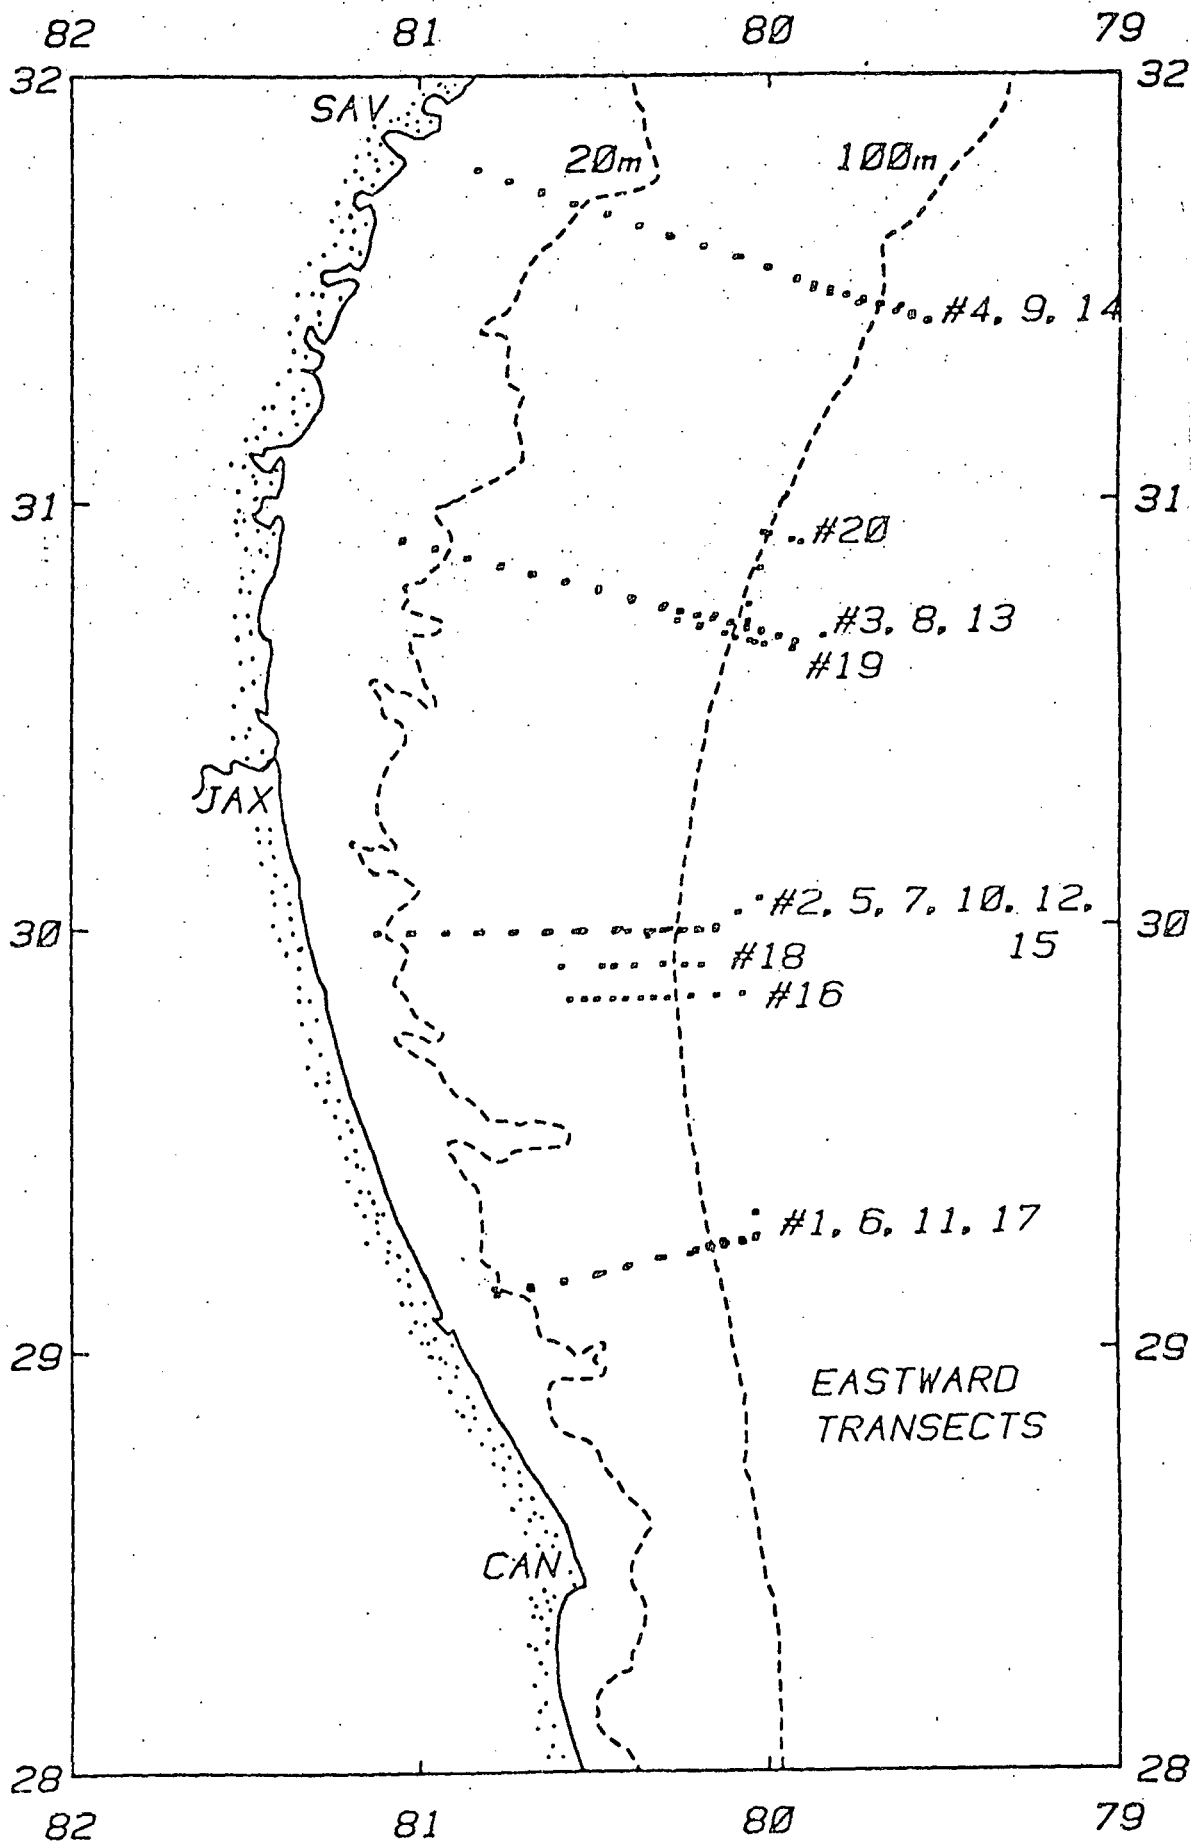 82 81 80 79
32 32
SAV
20m 100m
#4, 9, 14
31 31
#20
#3, 8, 13
#19
JAX
#2, 5, 7, 10, 12,
30 30
15
#18
#16
#1, 6, 11, 17
29 29
EASTWARD
TRANSECTS
CAN
28 28
82 81 80 79